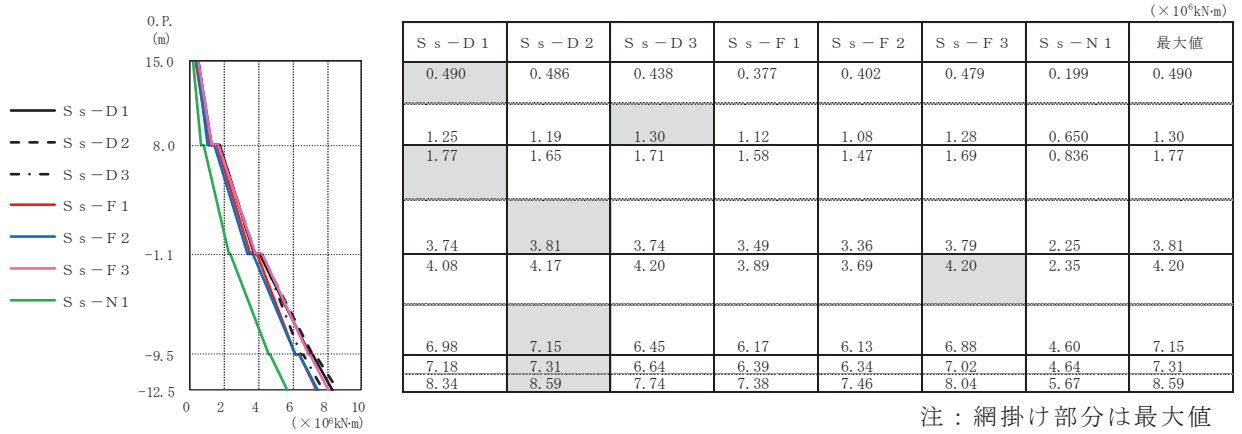 O.P.
(m)
15.0
8.0
-1.1
-9.5
-12.5
0 2 4 6 8 10
(×10⁶kN·m)
Ss-D1
Ss-D2
Ss-D3
Ss-F1
Ss-F2
Ss-F3
Ss-N1
(×10⁶kN·m)
Ss-D1 Ss-D2 Ss-D3 Ss-F1 Ss-F2 Ss-F3 Ss-N1 最大値
0.490 0.486 0.438 0.377 0.402 0.479 0.199 0.490
1.25 1.19 1.30 1.12 1.08 1.28 0.650 1.30
1.77 1.65 1.71 1.58 1.47 1.69 0.836 1.77
3.74 3.81 3.74 3.49 3.36 3.79 2.25 3.81
4.08 4.17 4.20 3.89 3.69 4.20 2.35 4.20
6.98 7.15 6.45 6.17 6.13 6.88 4.60 7.15
7.18 7.31 6.64 6.39 6.34 7.02 4.64 7.31
8.34 8.59 7.74 7.38 7.46 8.04 5.67 8.59
注：網掛け部分は最大値